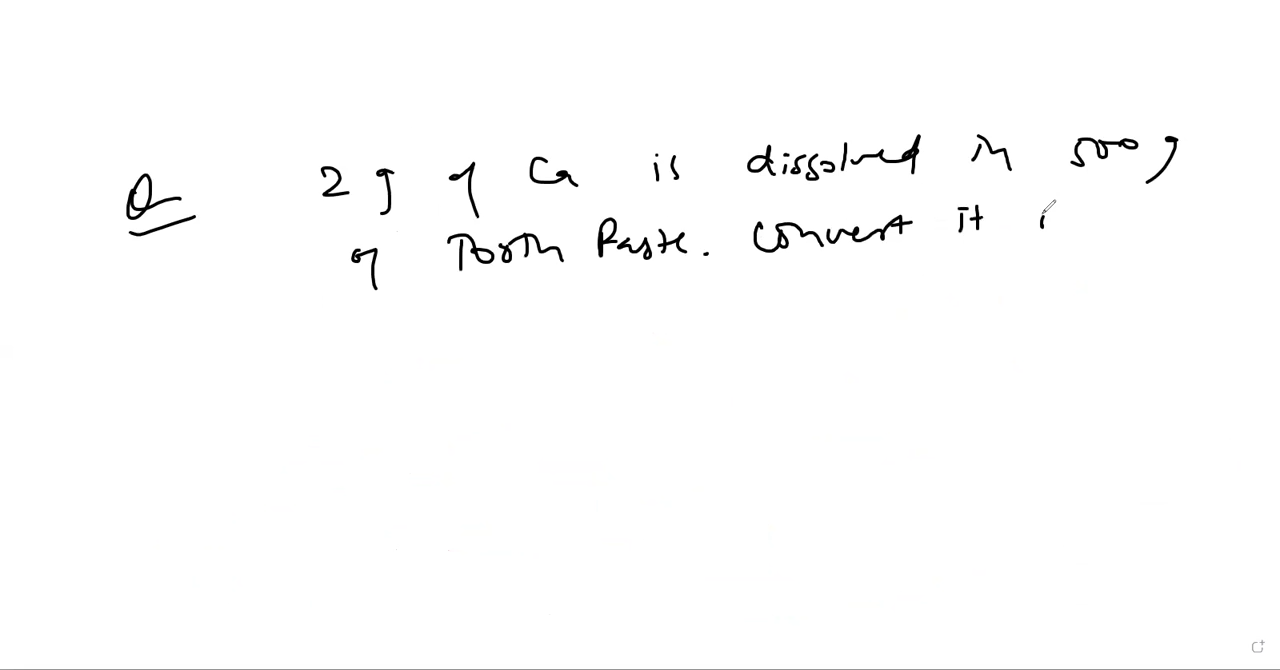 Q 2 g of Ca is dissolved in 500 g
of Tooth Paste. Convert it i